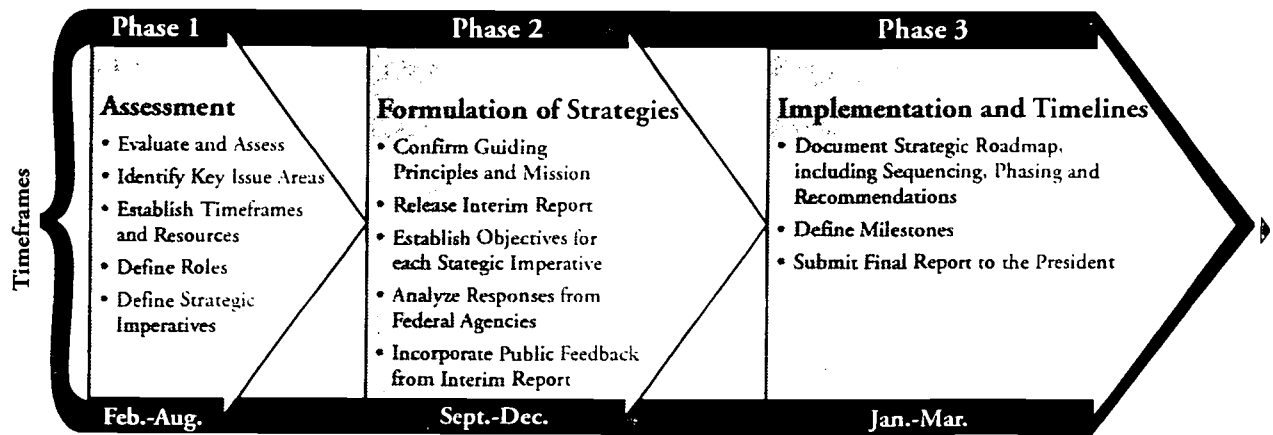 Timeframes
Phase 1
Assessment
• Evaluate and Assess
• Identify Key Issue Areas
• Establish Timeframes
and Resources
• Define Roles
• Define Strategic
Imperatives
Feb.-Aug.
Phase 2
Formulation of Strategies
• Confirm Guiding
Principles and Mission
• Release Interim Report
• Establish Objectives for
each Stategic Imperative
• Analyze Responses from
Federal Agencies
• Incorporate Public Feedback
from Interim Report
Sept.-Dec.
Phase 3
Implementation and Timelines
• Document Strategic Roadmap,
including Sequencing, Phasing and
Recommendations
• Define Milestones
• Submit Final Report to the President
Jan.-Mar.